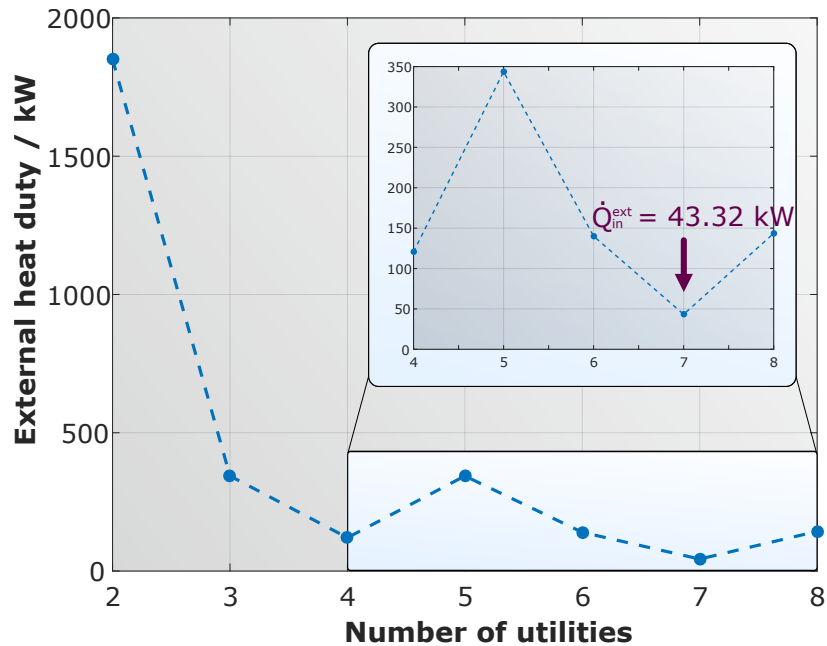 External heat duty / kW
2000
1500
1000
500
0
2 3 4 5 6 7 8
Number of utilities
350
300
250
200
150
100
50
0
4 5 6 7 8
Q̇ext in = 43.32 kW